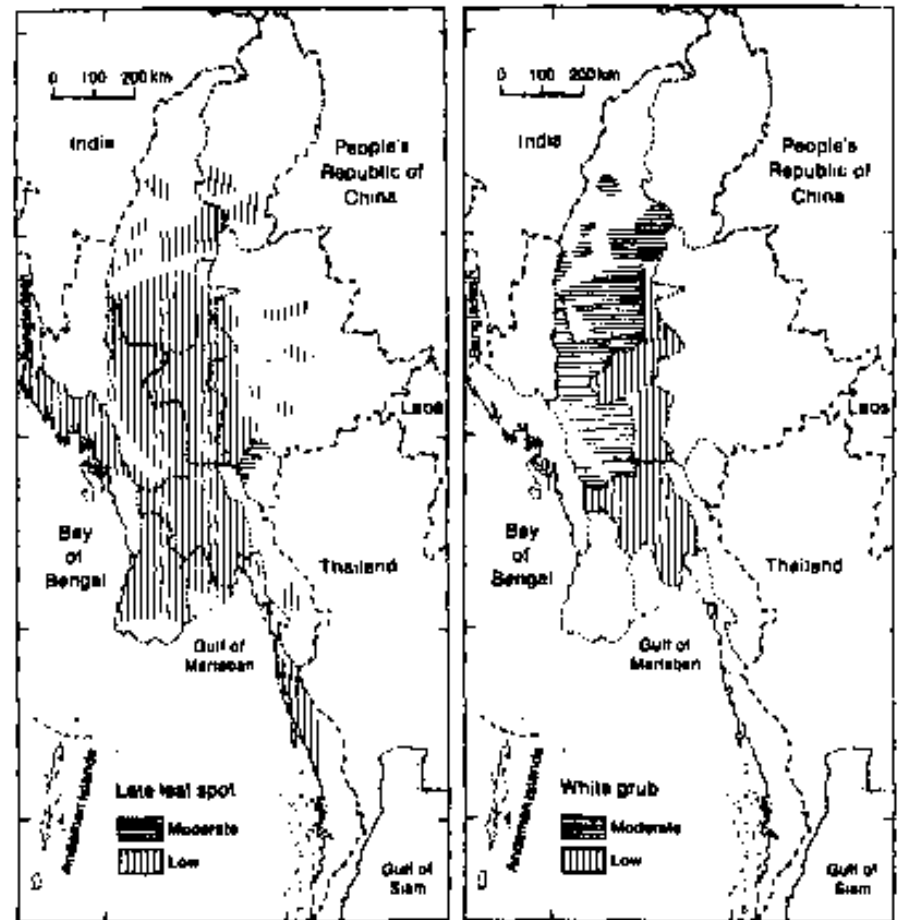 0 100 200 km
India
People's
Republic of
China
Bangladesh
Laos
Bay
of
Bengal
Thailand
Gulf of
Martaban
Andaman Islands
Late leaf spot
Moderate
Low
Gulf of
Siam
0 100 200 km
India
People's
Republic of
China
Bangladesh
Laos
Bay
of
Bengal
Thailand
Gulf of
Martaban
Andaman Islands
White grub
Moderate
Low
Gulf of
Siam